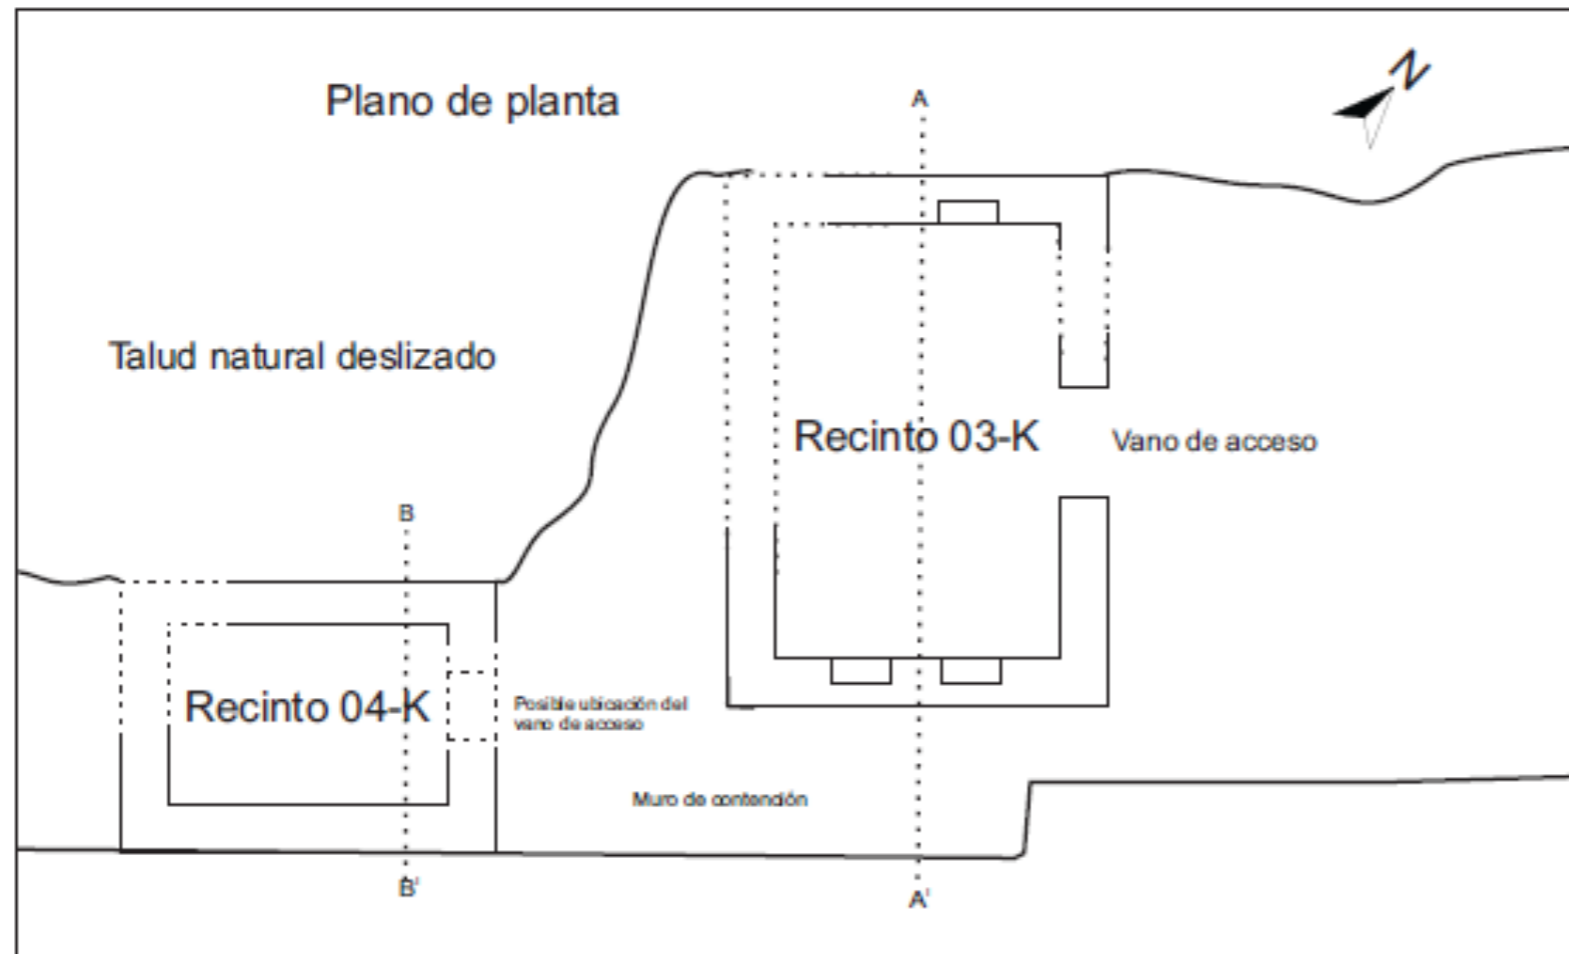 N
Plano de planta
A
Talud natural deslizado
Recinto 03-K
Vano de acceso
B
Recinto 04-K
Posible ubicación del
vano de acceso
Muro de contención
B'
A'